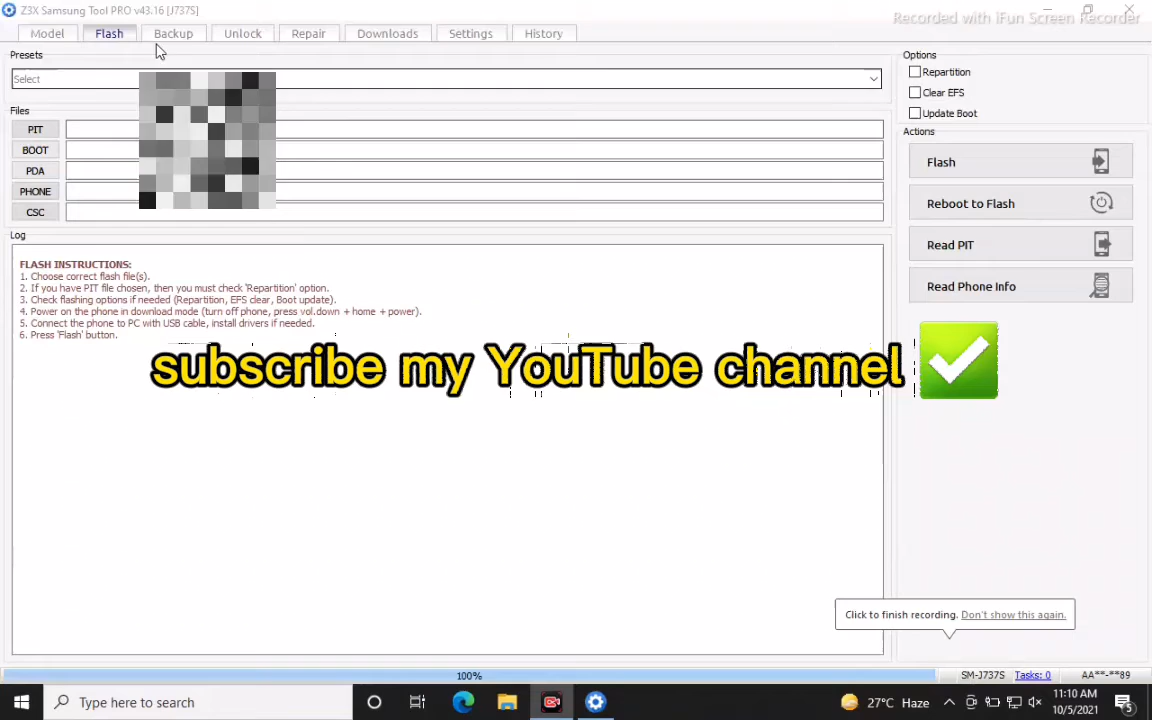 Z3X Samsung Tool PRO v43.16 [J737S]
Recorded with iFun Screen Recorder
Model
Flash
Backup
Unlock
Repair
Downloads
Settings
History
Presets
Select
Files
PIT
BOOT
PDA
PHONE
CSC
Options
Repartition
Clear EFS
Update Boot
Actions
Flash
Reboot to Flash
Read PIT
Read Phone Info
Log
FLASH INSTRUCTIONS:
1. Choose correct flash file(s).
2. If you have PIT file chosen, then you must check 'Repartition' option.
3. Check flashing options if needed (Repartition, EFS clear, Boot update).
4. Power on the phone in download mode (turn off phone, press vol.down + home + power).
5. Connect the phone to PC with USB cable, install drivers if needed.
6. Press 'Flash' button.
subscribe my YouTube channel
Click to finish recording. Don't show this again.
100%
SM-J737S
Tasks: 0
AA**-**89
Type here to search
27°C Haze
11:10 AM
10/5/2021
5